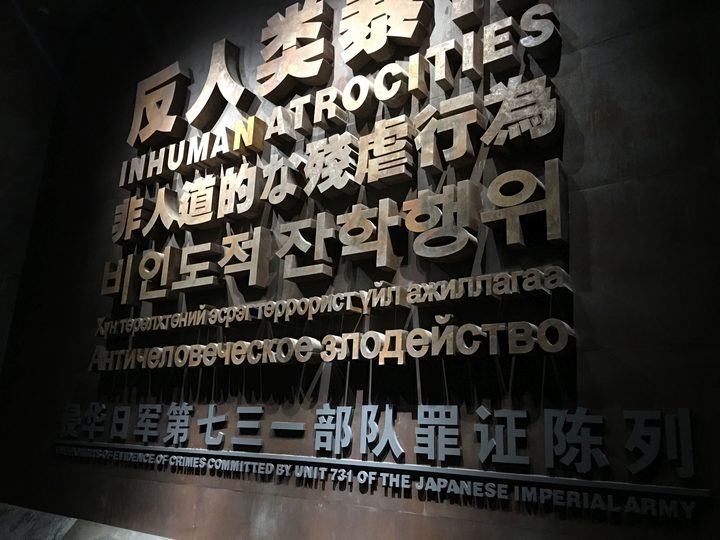 反人类暴
INHUMAN ATROCITIES
非人道的な残虐行為
비인도적 잔학행위
Хүн төрөлхтөний эсрэг террорист үйл ажиллагаа
Античеловеческое злодейство
侵华日军第七三一部队罪证陈列
OF EVIDENCE OF CRIMES COMMITTED BY UNIT 731 OF THE JAPANESE IMPERIAL ARMY